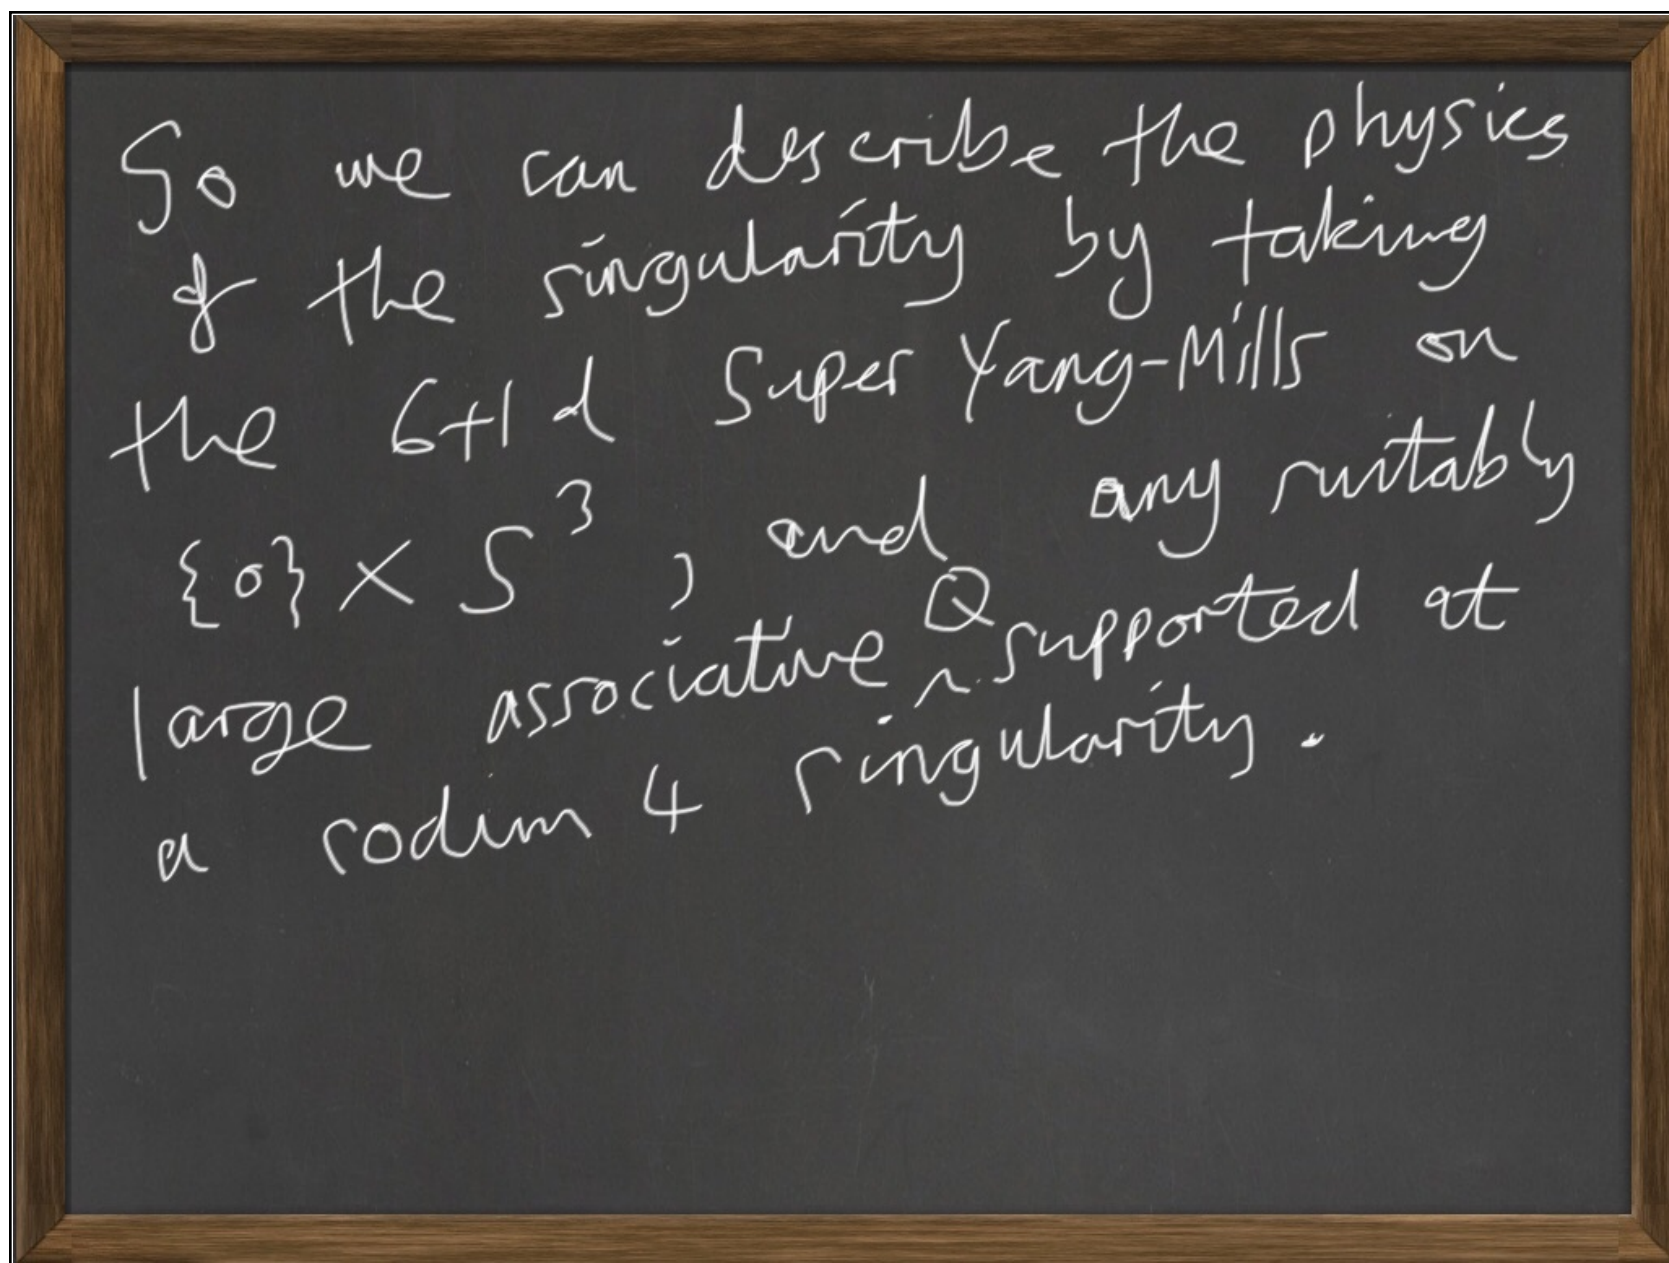 So we can describe the physics
of the singularity by taking
the 6+1 d Super Yang-Mills on
{0} × S³, and any suitably
large associative Q supported at
a codim 4 singularity.